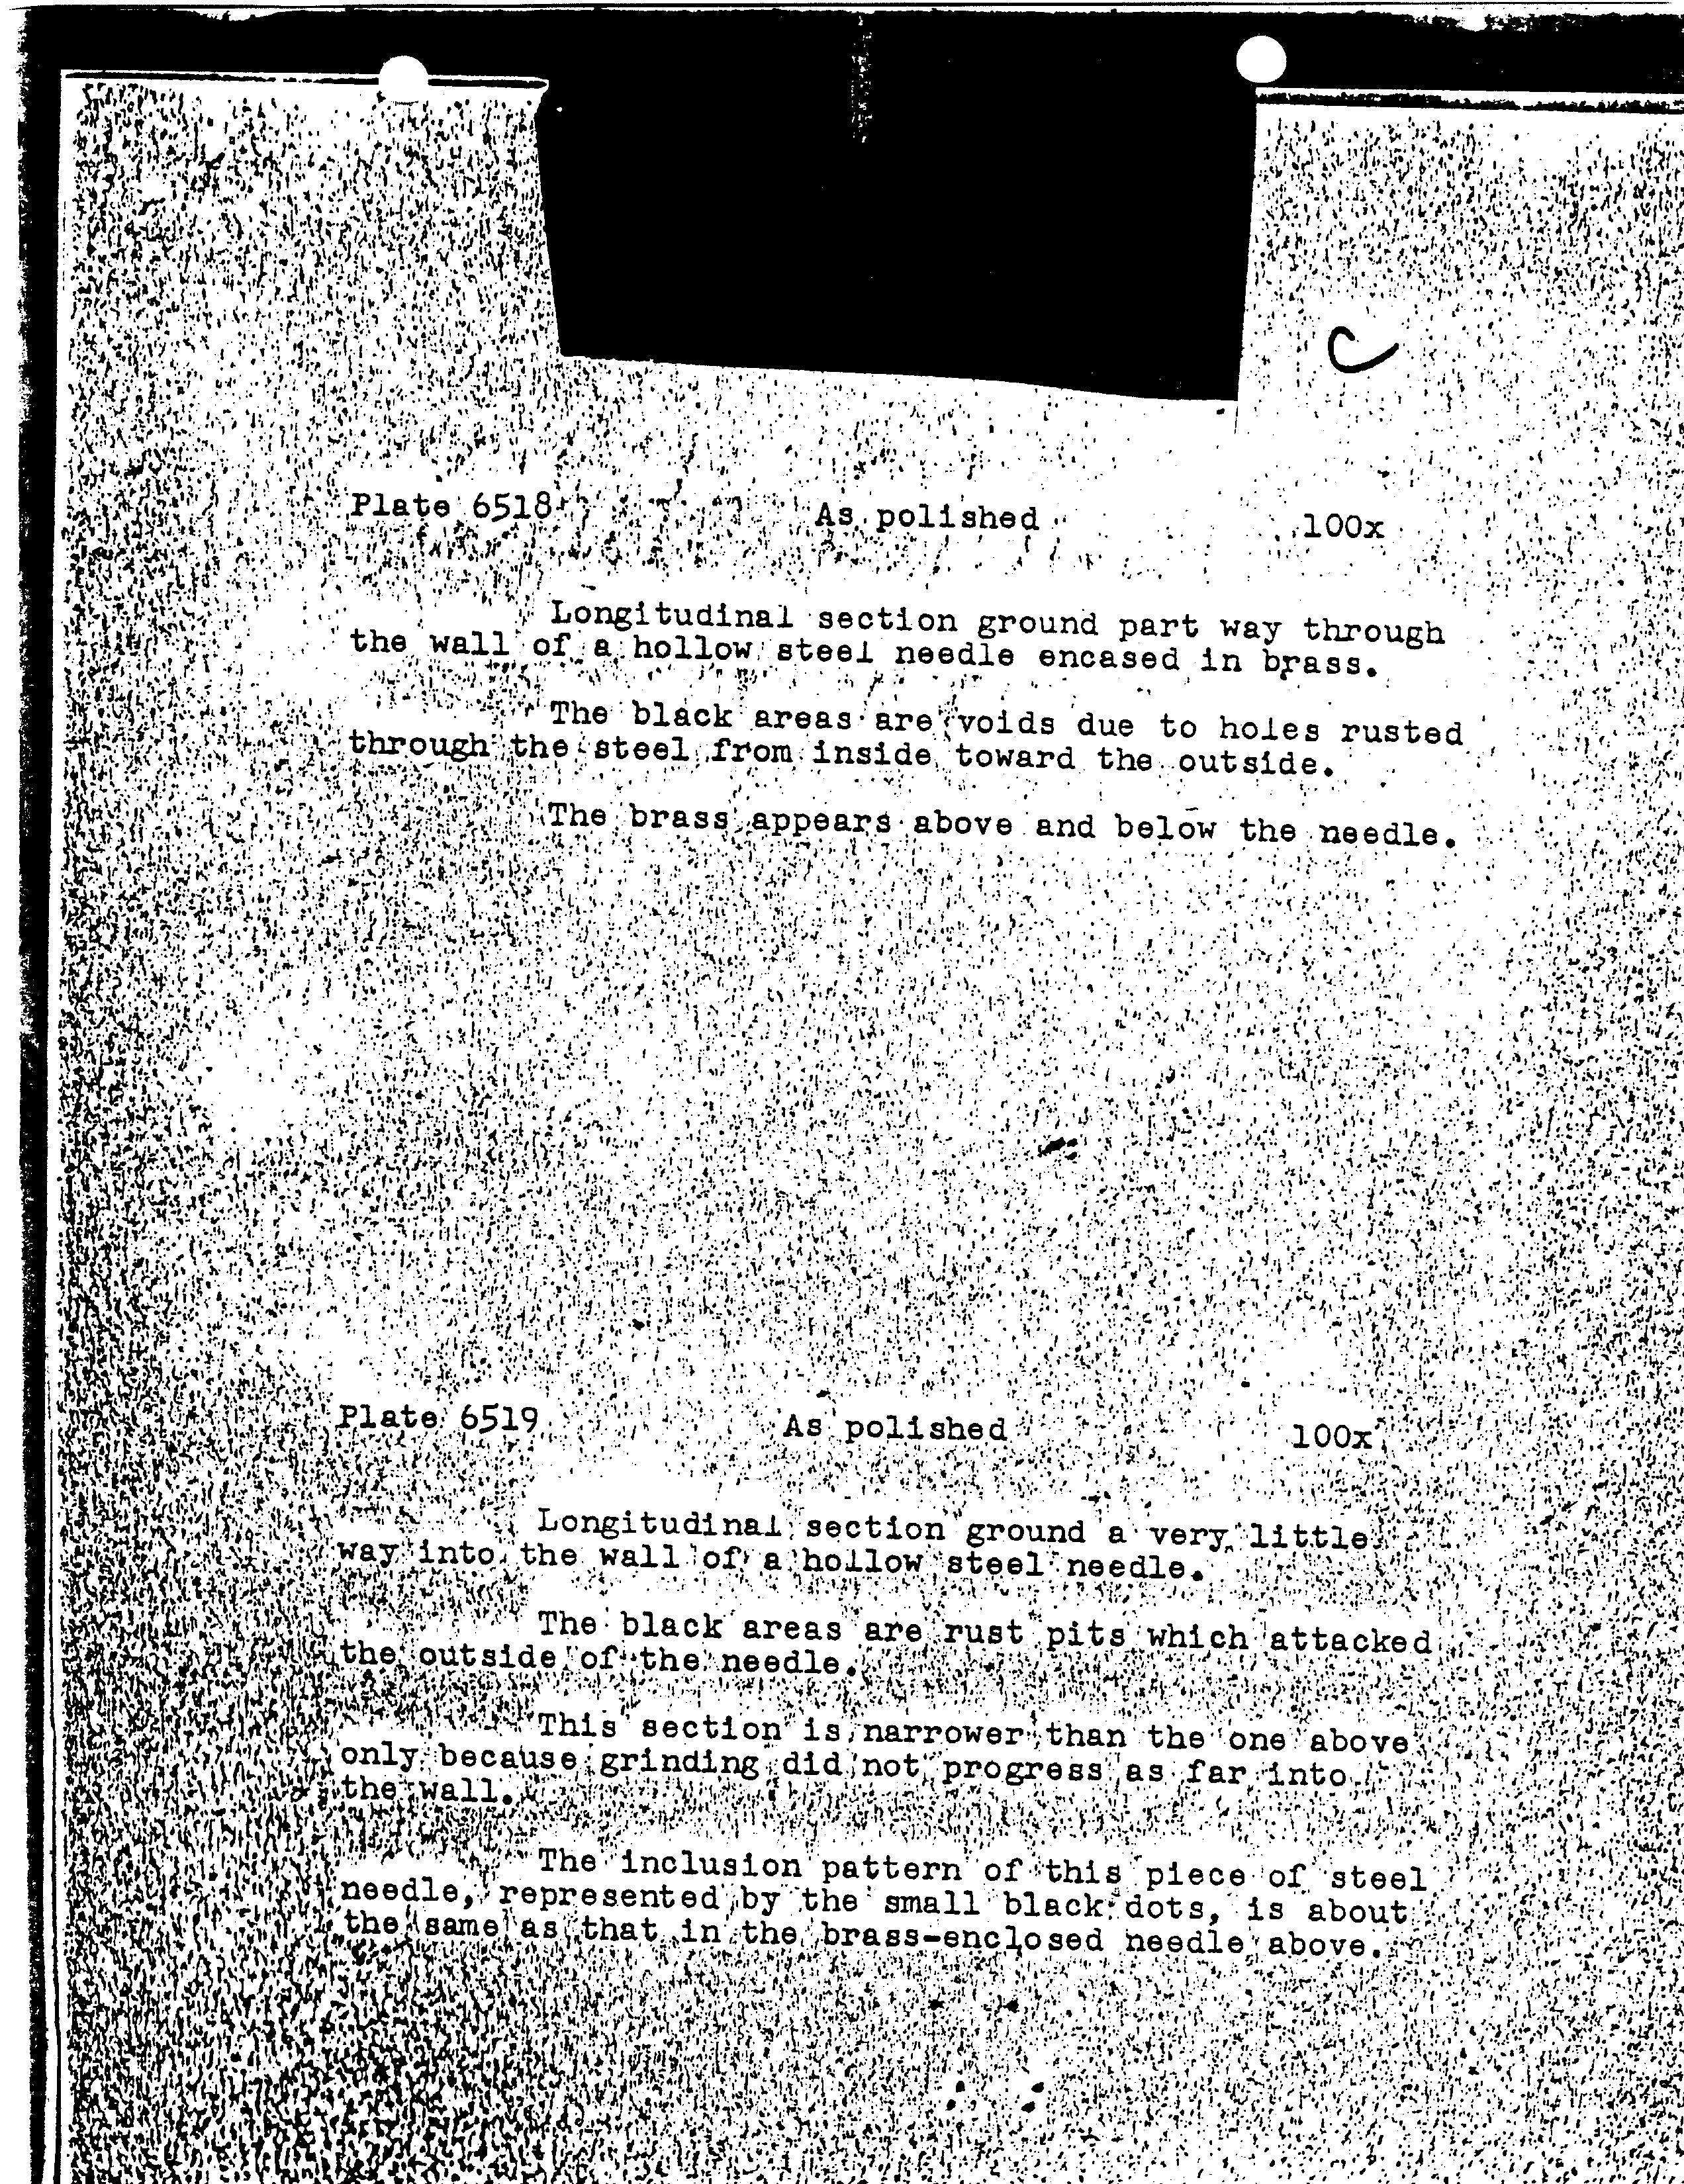 C
Plate 6518 As polished 100x
Longitudinal section ground part way through
the wall of a hollow steel needle encased in brass.
The black areas are voids due to holes rusted
through the steel from inside toward the outside.
The brass appears above and below the needle.
Plate 6519 As polished 100x
Longitudinal section ground a very little
way into the wall of a hollow steel needle.
The black areas are rust pits which attacked
the outside of the needle.
This section is narrower than the one above
only because grinding did not progress as far into
the wall.
The inclusion pattern of this piece of steel
needle, represented by the small black dots, is about
the same as that in the brass-enclosed needle above.